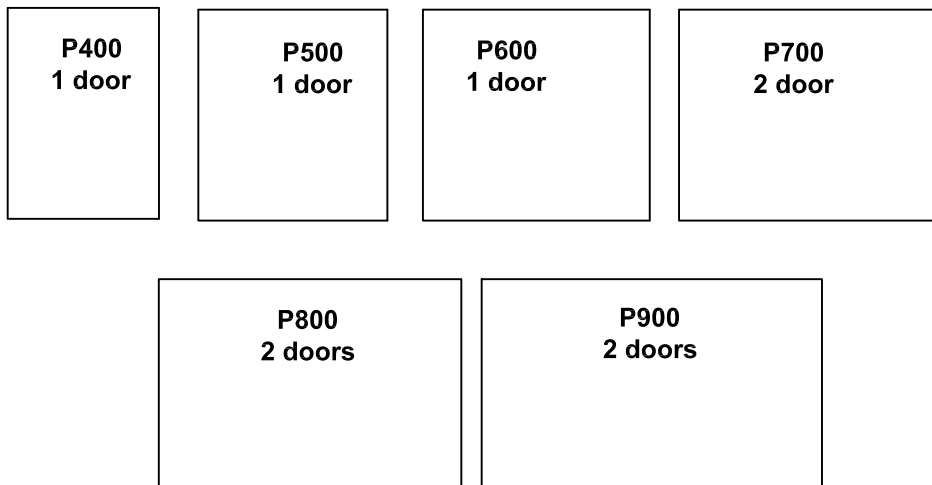 P400
1 door
P500
1 door
P600
1 door
P700
2 door
P800
2 doors
P900
2 doors